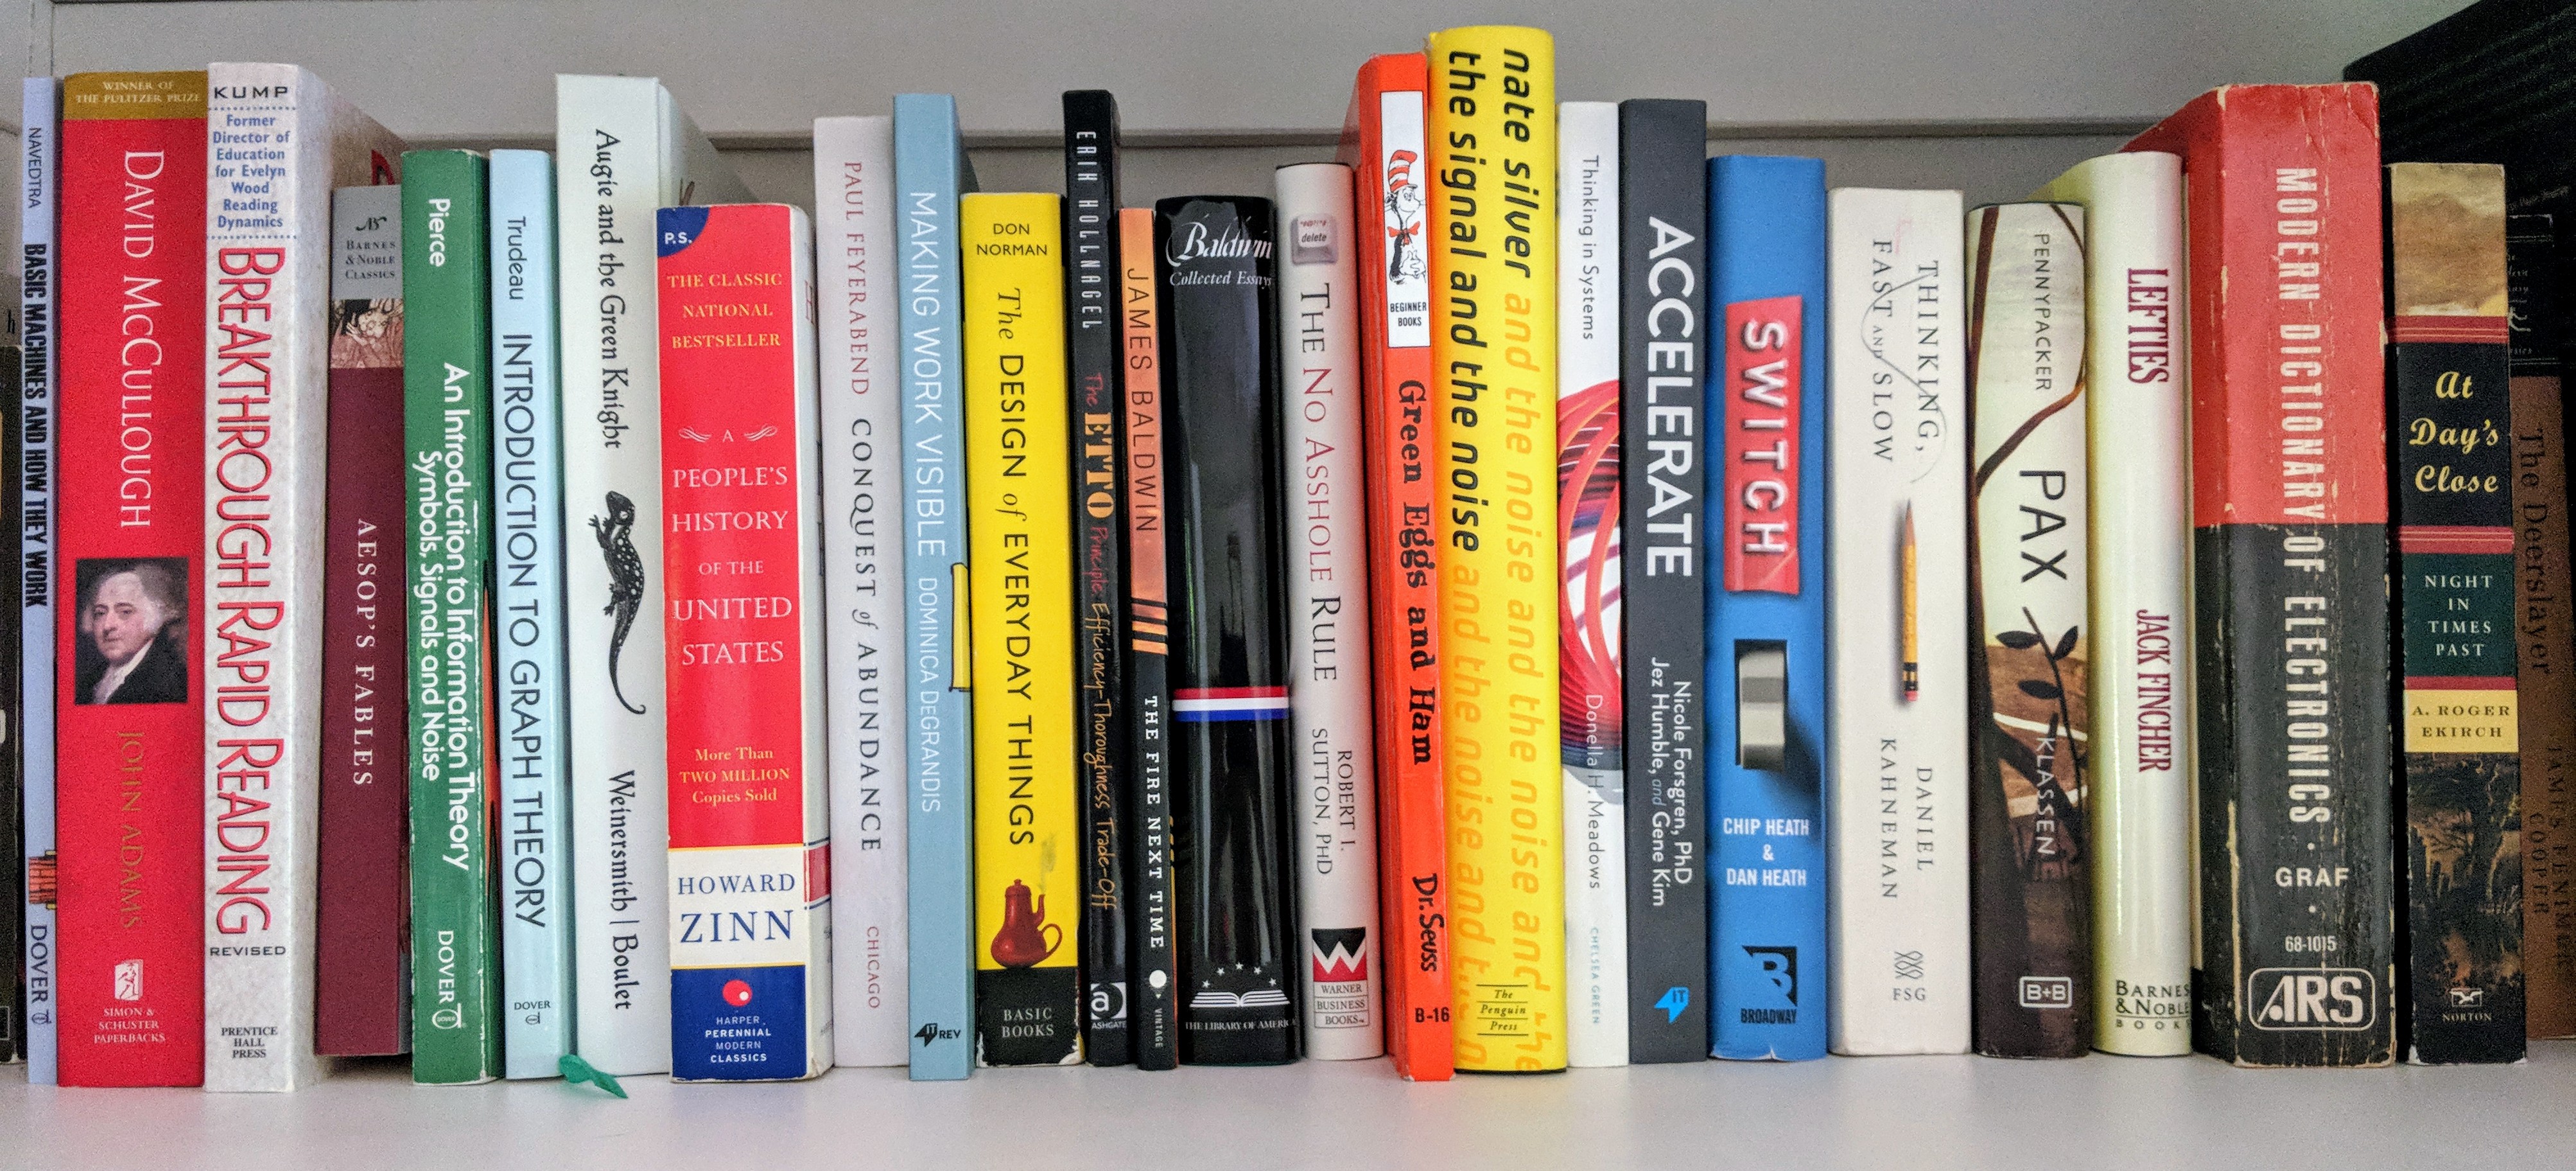 NAVEDTRA BASIC MACHINES AND HOW THEY WORK
DOVER
WINNER OF
THE PULITZER PRIZE
DAVID McCULLOUGH
JOHN ADAMS
SIMON &
SCHUSTER
PAPERBACKS
KUMP
Former
Director of
Education
for Evelyn
Wood
Reading
Dynamics
BREAKTHROUGH RAPID READING
REVISED
PRENTICE
HALL
PRESS
BARNES
& NOBLE
CLASSICS
AESOP'S FABLES
Pierce
An Introduction to Information Theory
Symbols, Signals and Noise
DOVER
Trudeau
INTRODUCTION TO GRAPH THEORY
DOVER
Augie and the Green Knight
Weinersmith | Boulet
P.S.
THE CLASSIC
NATIONAL
BESTSELLER
A
PEOPLE'S
HISTORY
OF THE
UNITED
STATES
More Than
TWO MILLION
Copies Sold
HOWARD
ZINN
HARPER
PERENNIAL
MODERN
CLASSICS
PAUL FEYERABEND CONQUEST of ABUNDANCE
CHICAGO
MAKING WORK VISIBLE DOMINICA DEGRANDIS
IT REV
DON
NORMAN
The DESIGN of EVERYDAY THINGS
BASIC
BOOKS
ERIK HOLLNAGEL
The ETTO Principle: Efficiency-Thoroughness Trade-Off
ASHGATE
JAMES BALDWIN
THE FIRE NEXT TIME
VINTAGE
Baldwin
Collected Essays
THE LIBRARY OF AMERICA
delete
THE NO ASSHOLE RULE
ROBERT I.
SUTTON, PHD
W
WARNER
BUSINESS
BOOKS
BEGINNER
BOOKS
Green Eggs and Ham
Dr. Seuss
B-16
nate silver and the noise and the noise and the noise and the
the signal and the noise and the noise and the n
The
Penguin
Press
Thinking in Systems
Donella H. Meadows
CHELSEA GREEN
ACCELERATE
Nicole Forsgren, PhD
Jez Humble, and Gene Kim
IT
SWITCH
CHIP HEATH
&
DAN HEATH
B
BROADWAY
THINKING,
FAST AND SLOW
DANIEL
KAHNEMAN
FSG
PENNYPACKER
PAX
KLASSEN
B+B
LEFTIES
JACK FINCHER
BARNES
& NOBLE
BOOKS
MODERN DICTIONARY OF ELECTRONICS • GRAF •
68-1015
ARS
At
Day's
Close
NIGHT
IN
TIMES
PAST
A. ROGER
EKIRCH
NORTON
The Deerslayer
JAMES FENIMORE
COOPER